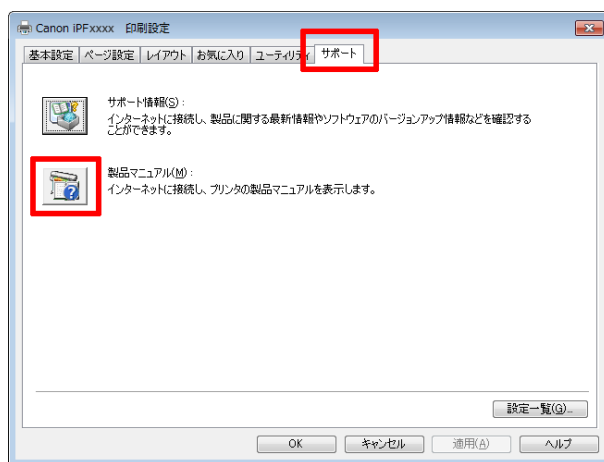 Canon iPFxxxx 印刷設定
基本設定 ページ設定 レイアウト お気に入り ユーティリティ サポート
サポート情報(S) :
インターネットに接続し、製品に関する最新情報やソフトウェアのバージョンアップ情報などを確認する
ことができます。
製品マニュアル(M) :
インターネットに接続し、プリンタの製品マニュアルを表示します。
設定一覧(G)...
OK キャンセル 適用(A) ヘルプ